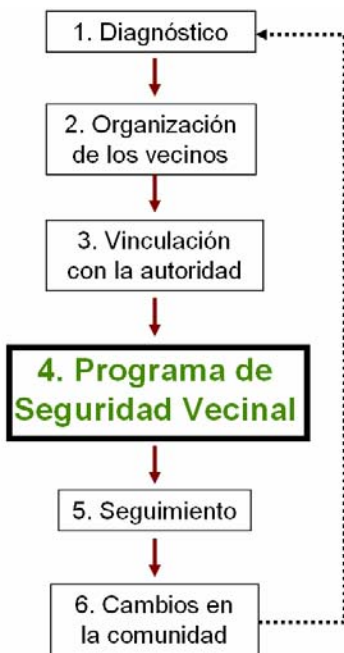 1. Diagnóstico
2. Organización
de los vecinos
3. Vinculación
con la autoridad
4. Programa de
Seguridad Vecinal
5. Seguimiento
6. Cambios en
la comunidad